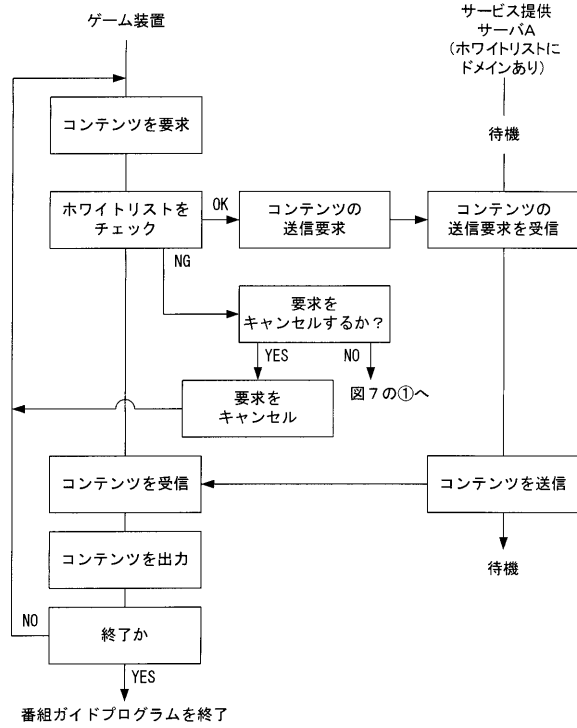 ゲーム装置
サービス提供
サーバA
(ホワイトリストに
ドメインあり)
コンテンツを要求
待機
ホワイトリストを
チェック
OK
コンテンツの
送信要求
コンテンツの
送信要求を受信
NG
要求を
キャンセルするか？
YES
NO
図７の①へ
要求を
キャンセル
コンテンツを受信
コンテンツを送信
コンテンツを出力
待機
NO
終了か
YES
番組ガイドプログラムを終了